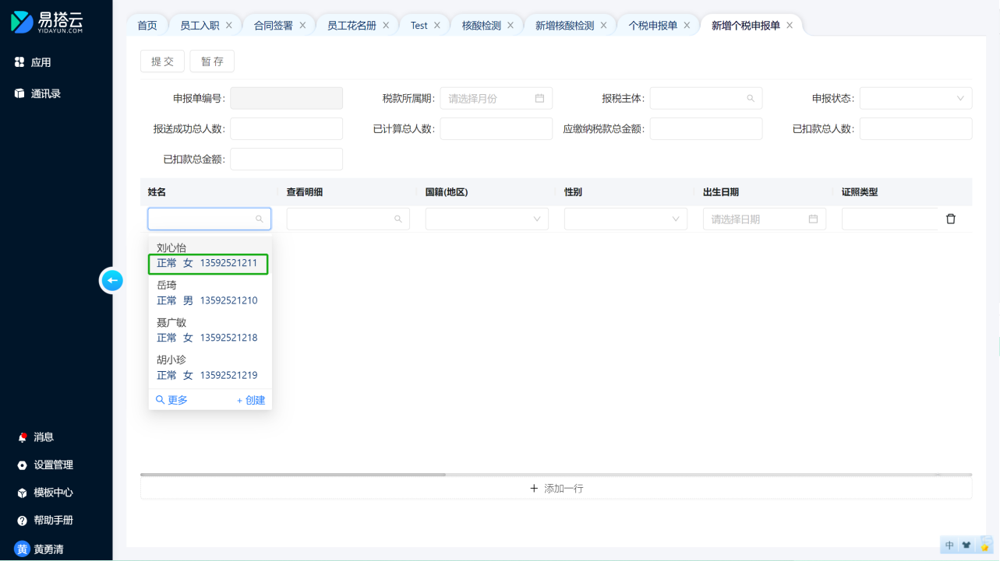 易搭云
YIDAYUN.COM
应用
通讯录
消息
设置管理
模板中心
帮助手册
黄 黄勇清
首页 员工入职 合同签署 员工花名册 Test 核酸检测 新增核酸检测 个税申报单 新增个税申报单
提 交 暂 存
申报单编号: 税款所属期: 请选择月份 报税主体: 申报状态:
报送成功总人数: 已计算总人数: 应缴纳税款总金额: 已扣款总人数:
已扣款总金额:
姓名 查看明细 国籍(地区) 性别 出生日期 证照类型
请选择日期
刘心怡
正常 女 13592521211
岳琦
正常 男 13592521210
聂广敏
正常 女 13592521218
胡小珍
正常 女 13592521219
更多 + 创建
+ 添加一行
中